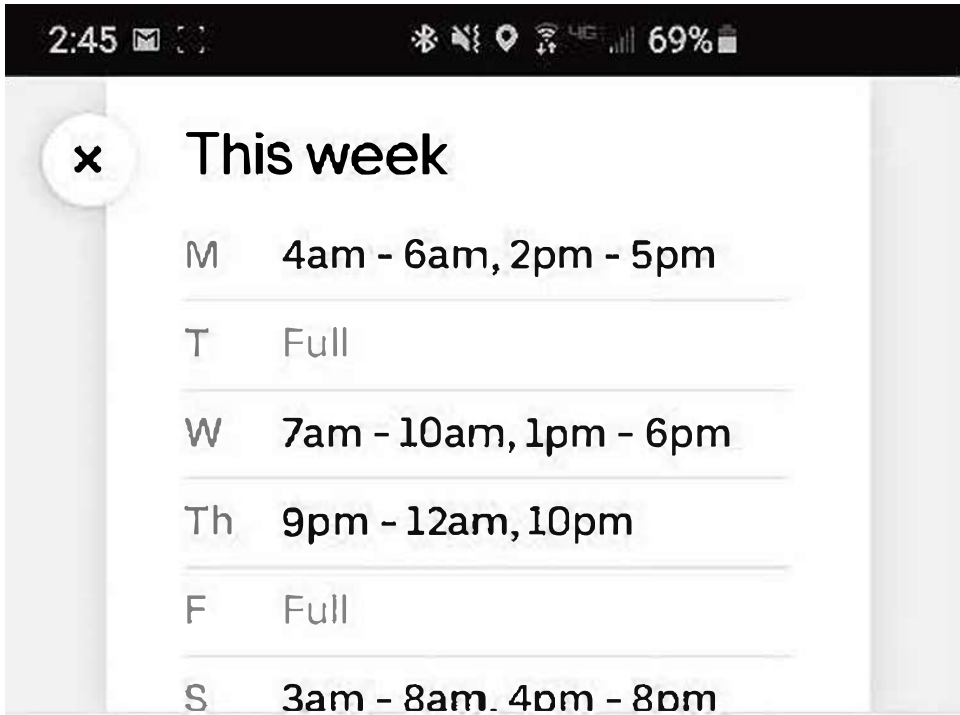 2:45 4G 69%
× This week
M 4am - 6am, 2pm - 5pm
T Full
W 7am - 10am, 1pm - 6pm
Th 9pm - 12am, 10pm
F Full
S 3am - 8am, 4pm - 8pm